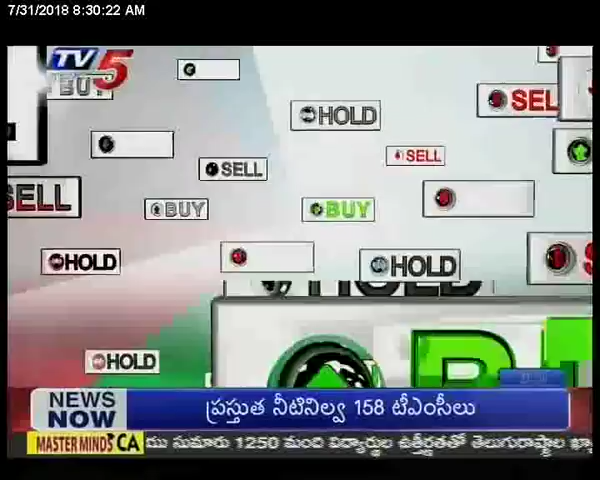 7/31/2018 8:30:22 AM
TV5
BUY
HOLD
SELL
SELL
SELL
SELL
BUY
BUY
HOLD
HOLD
HOLD
HOLD
NEWS NOW
ప్రస్తుత నీటినిల్వ 158 టీఎంసీలు
MASTER MINDS CA
యు సుమారు 1250 మంది విద్యార్థుల ఉత్తీర్ణతతో తెలుగురాష్ట్రాల